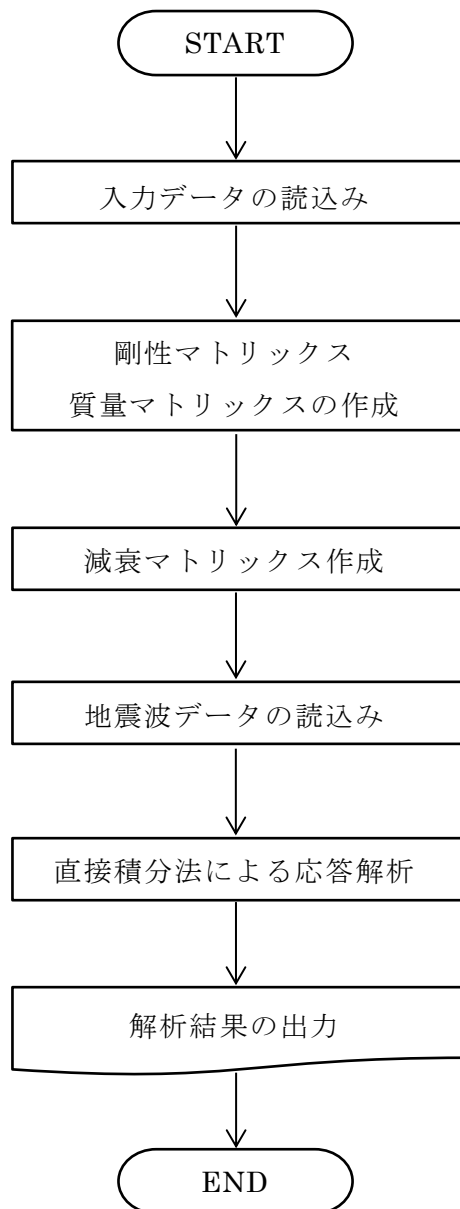 START
入力データの読込み
剛性マトリックス
質量マトリックスの作成
減衰マトリックス作成
地震波データの読込み
直接積分法による応答解析
解析結果の出力
END